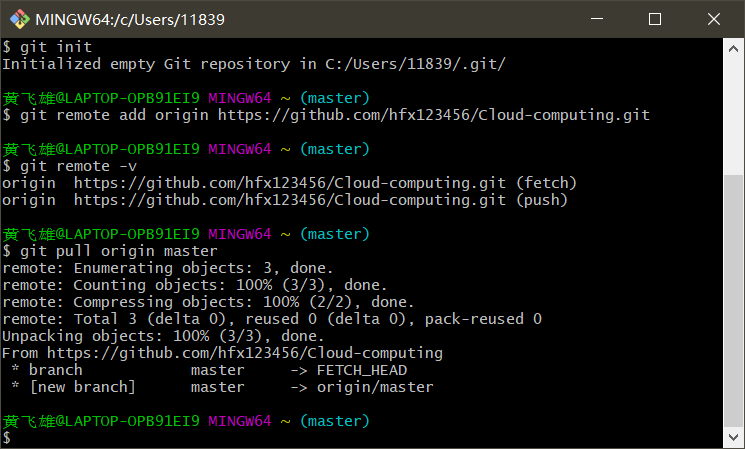 MINGW64:/c/Users/11839
$ git init
Initialized empty Git repository in C:/Users/11839/.git/
黄飞雄@LAPTOP-OPB91EI9 MINGW64 ~ (master)
$ git remote add origin https://github.com/hfx123456/Cloud-computing.git
黄飞雄@LAPTOP-OPB91EI9 MINGW64 ~ (master)
$ git remote -v
origin  https://github.com/hfx123456/Cloud-computing.git (fetch)
origin  https://github.com/hfx123456/Cloud-computing.git (push)
黄飞雄@LAPTOP-OPB91EI9 MINGW64 ~ (master)
$ git pull origin master
remote: Enumerating objects: 3, done.
remote: Counting objects: 100% (3/3), done.
remote: Compressing objects: 100% (2/2), done.
remote: Total 3 (delta 0), reused 0 (delta 0), pack-reused 0
Unpacking objects: 100% (3/3), done.
From https://github.com/hfx123456/Cloud-computing
 * branch            master     -> FETCH_HEAD
 * [new branch]      master     -> origin/master
黄飞雄@LAPTOP-OPB91EI9 MINGW64 ~ (master)
$